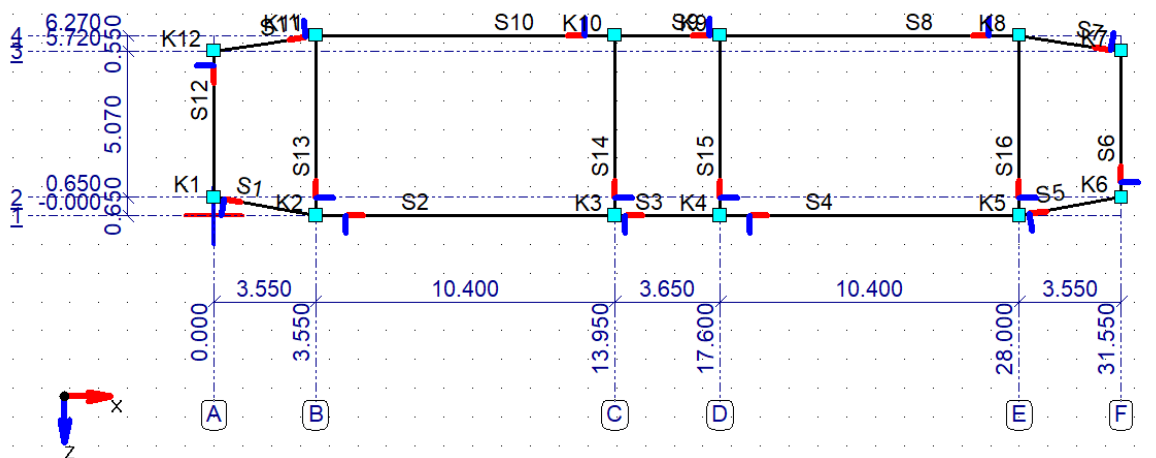 4 6.270 0.550 K12 S11 K11 S10 K10 S9 K9 S8 K8 S7 K7
3 5.720
5.070 S12 S13 S14 S15 S16 S6
2 0.650 K1 S1 K2 S2 K3 S3 K4 S4 K5 S5 K6
1 -0.000 0.650
3.550 10.400 3.650 10.400 3.550
0.000 3.550 13.950 17.600 28.000 31.550
A B C D E F
X
Z